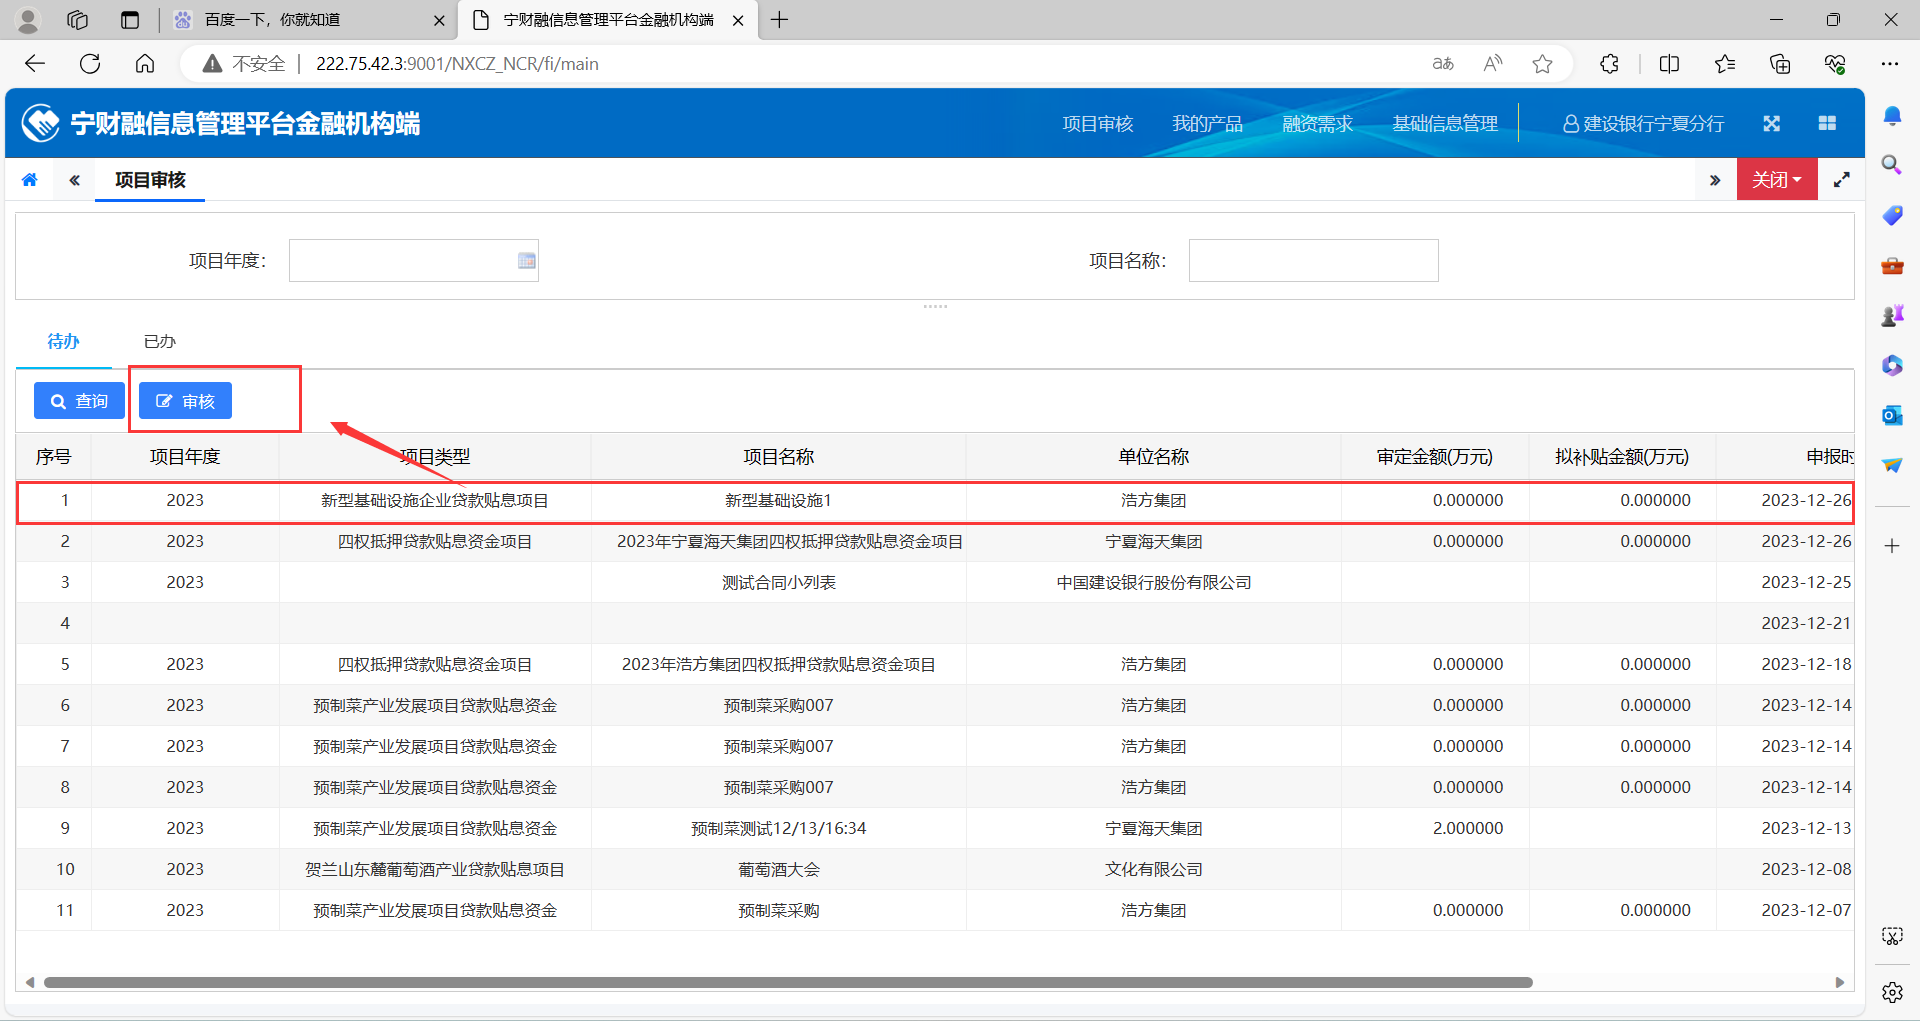 百度一下，你就知道
宁财融信息管理平台金融机构端
不安全 222.75.42.3:9001/NXCZ_NCR/fi/main
宁财融信息管理平台金融机构端 项目审核 我的产品 融资需求 基础信息管理 建设银行宁夏分行
项目审核 关闭
项目年度： 项目名称：
待办 已办
查询 审核
序号 项目年度 项目类型 项目名称 单位名称 审定金额(万元) 拟补贴金额(万元) 申报时
1 2023 新型基础设施企业贷款贴息项目 新型基础设施1 浩方集团 0.000000 0.000000 2023-12-26
2 2023 四权抵押贷款贴息资金项目 2023年宁夏海天集团四权抵押贷款贴息资金项目 宁夏海天集团 0.000000 0.000000 2023-12-26
3 2023 测试合同小列表 中国建设银行股份有限公司 2023-12-25
4 2023-12-21
5 2023 四权抵押贷款贴息资金项目 2023年浩方集团四权抵押贷款贴息资金项目 浩方集团 0.000000 0.000000 2023-12-18
6 2023 预制菜产业发展项目贷款贴息资金 预制菜采购007 浩方集团 0.000000 0.000000 2023-12-14
7 2023 预制菜产业发展项目贷款贴息资金 预制菜采购007 浩方集团 0.000000 0.000000 2023-12-14
8 2023 预制菜产业发展项目贷款贴息资金 预制菜采购007 浩方集团 0.000000 0.000000 2023-12-14
9 2023 预制菜产业发展项目贷款贴息资金 预制菜测试12/13/16:34 宁夏海天集团 2.000000 2023-12-13
10 2023 贺兰山东麓葡萄酒产业贷款贴息项目 葡萄酒大会 文化有限公司 2023-12-08
11 2023 预制菜产业发展项目贷款贴息资金 预制菜采购 浩方集团 0.000000 0.000000 2023-12-07